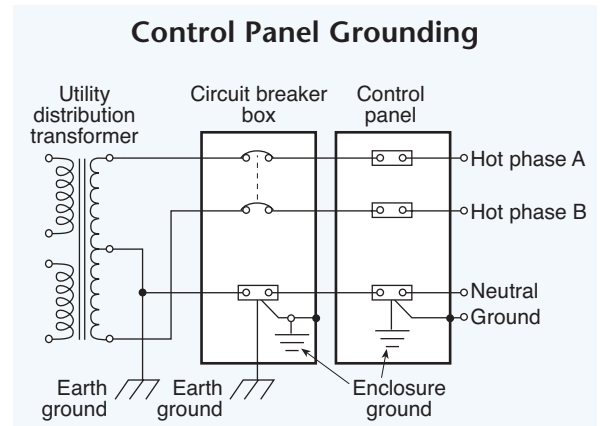 Control Panel Grounding
Utility
distribution
transformer
Circuit breaker
box
Control
panel
Hot phase A
Hot phase B
Neutral
Ground
Earth
ground
Earth
ground
Enclosure
ground